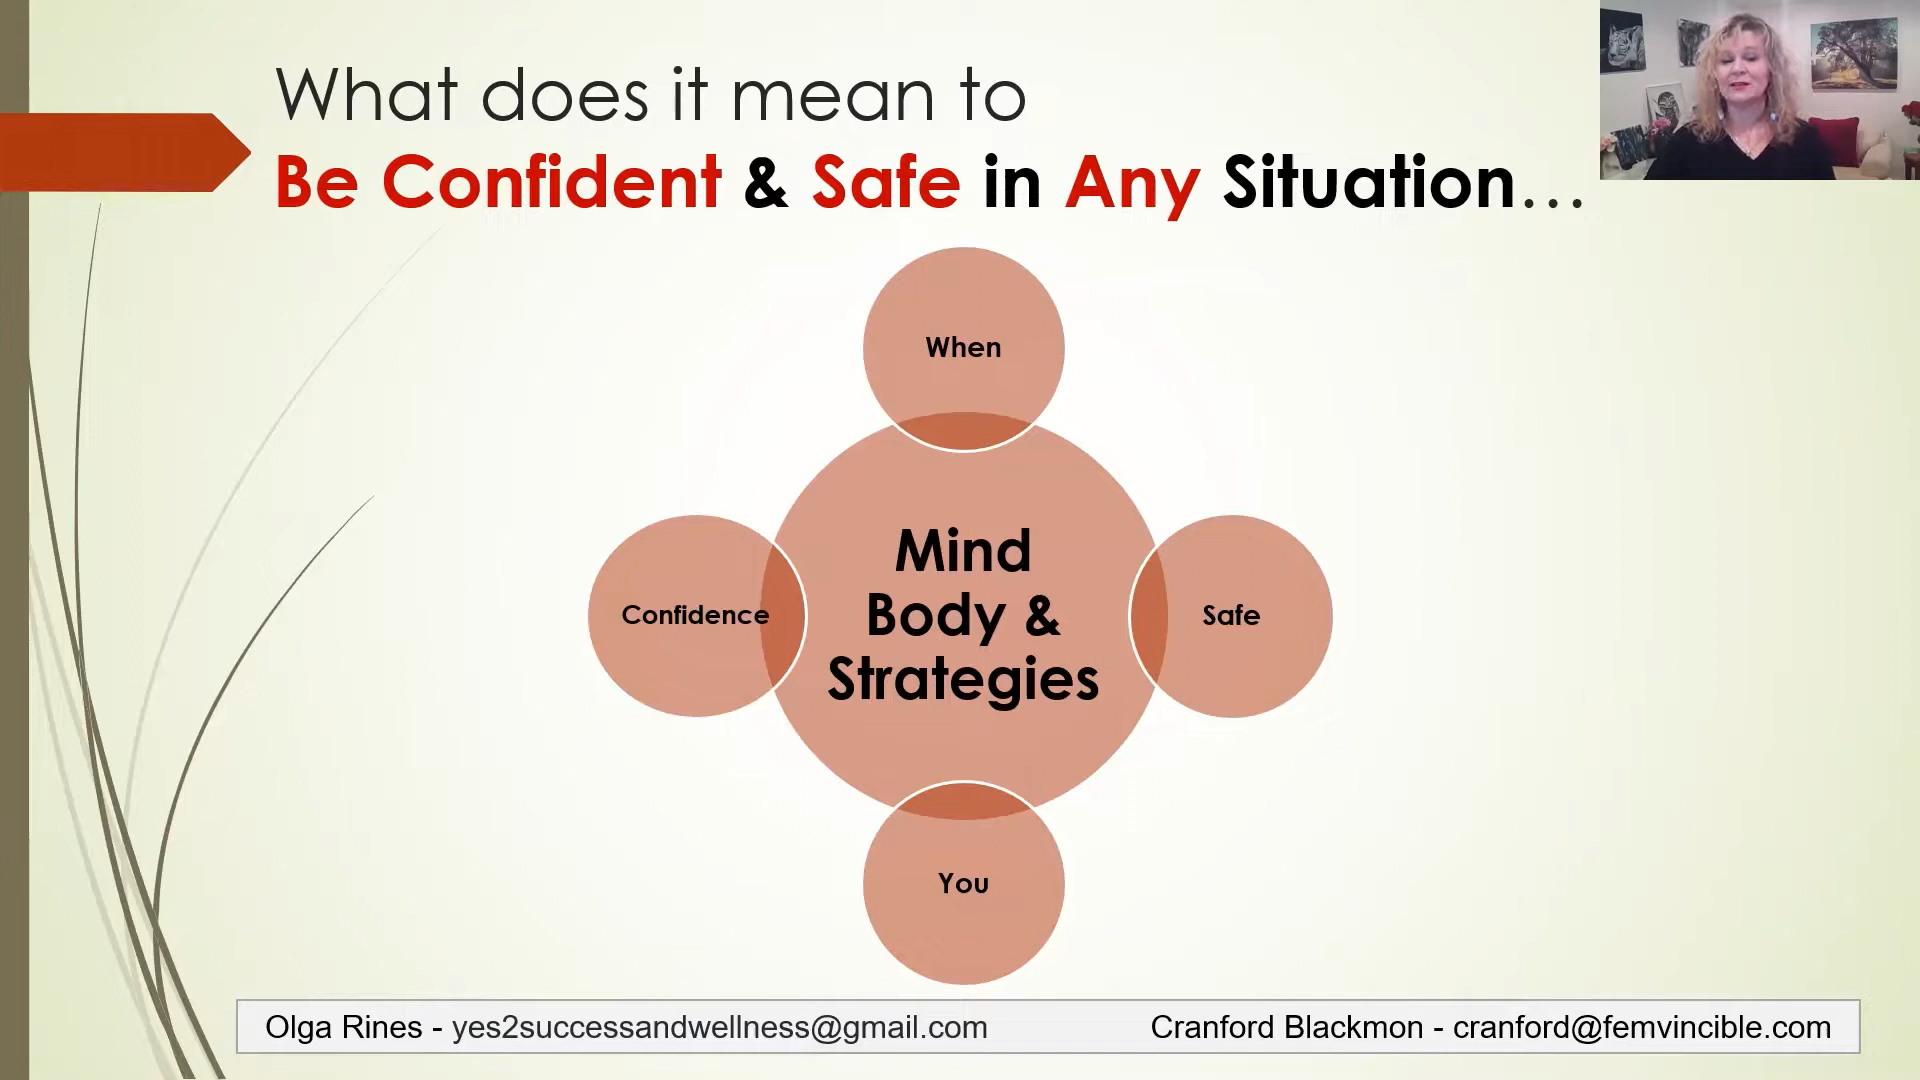 What does it mean to
Be Confident & Safe in Any Situation…
When
Confidence
Mind
Body &
Strategies
Safe
You
Olga Rines - yes2successandwellness@gmail.com
Cranford Blackmon - cranford@femvincible.com